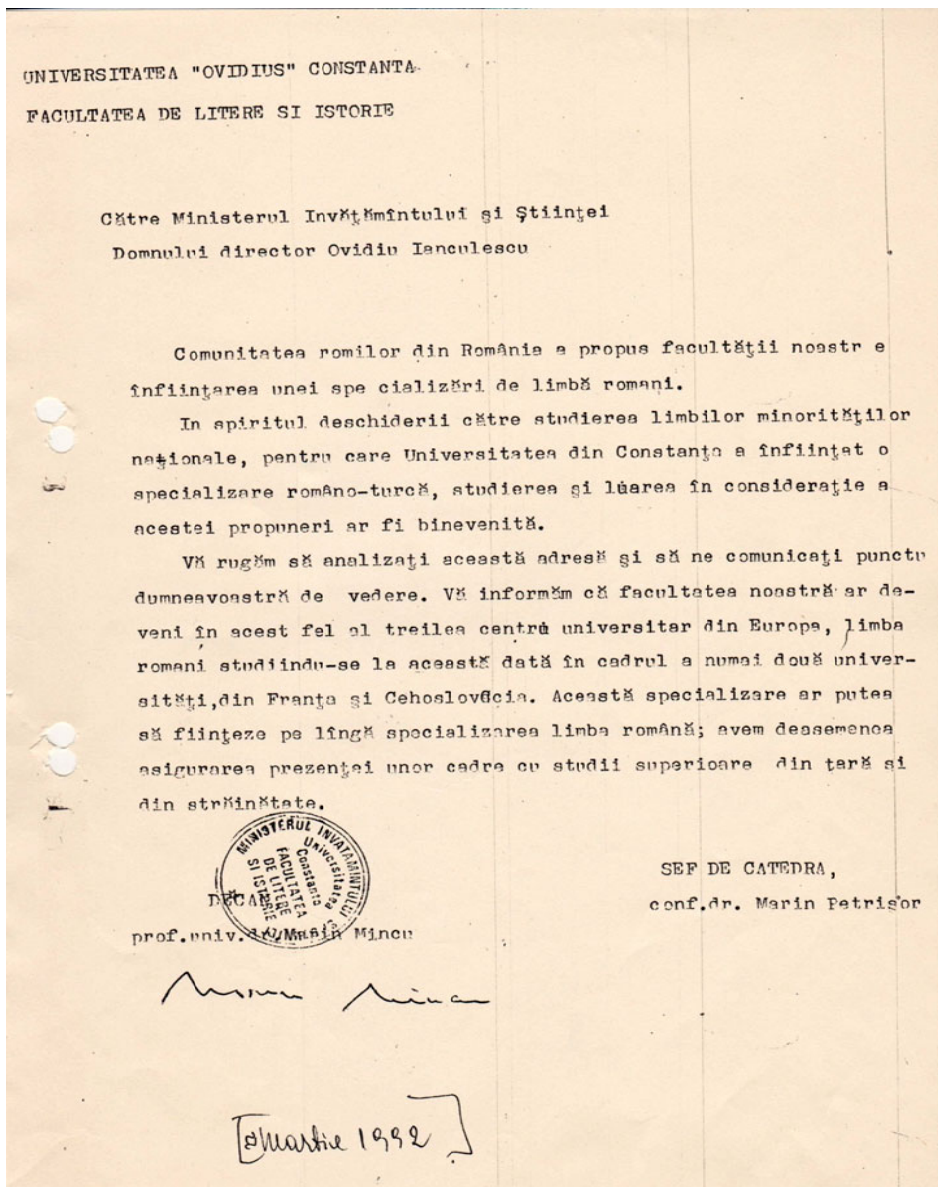 UNIVERSITATEA "OVIDIUS" CONSTANTA
FACULTATEA DE LITERE SI ISTORIE
Către Ministerul Invăţămîntului şi Ştiinţei
Domnului director Ovidiu Ianculescu
Comunitatea romilor din România a propus facultăţii noastr e
înfiinţarea unei spe cializări de limbă romani.
In spiritul deschiderii către studierea limbilor minorităţilor
naţionale, pentru care Universitatea din Constanţa a înfiinţat o
specializare româno-turcă, studierea şi luarea în consideraţie a
acestei propuneri ar fi binevenită.
Vă rugăm să analizaţi această adresă şi să ne comunicaţi punctu
dumneavoastră de vedere. Vă informăm că facultatea noastră ar de-
veni în acest fel al treilea centru universitar din Europa, limba
romani studiindu-se la această dată în cadrul a numai două univer-
sităţi,din Franţa şi Cehoslovacia. Această specializare ar putea
să fiinţeze pe lîngă specializarea limba română; avem deasemenea
asigurarea prezenţei unor cadre cu studii superioare din ţară şi
din străinătate.
MINISTERUL INVATAMINTULUI
Universitatea
Constanta
FACULTATEA
DE LITERE
SI ISTORIE
SEF DE CATEDRA,
DECAN
conf.dr. Marin Petrişor
prof.univ.dr. Marin Mincu
Marin Mincu
[martie 1992]